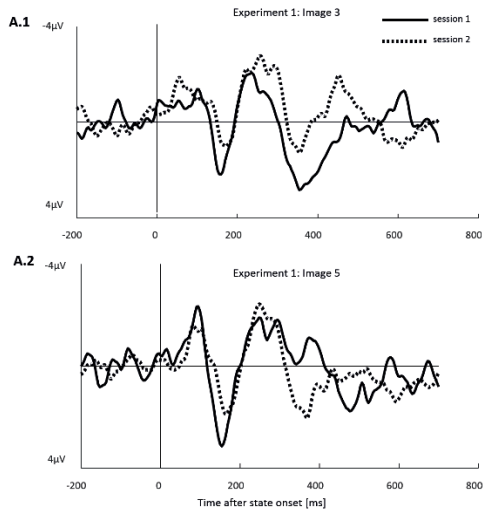 A.1
-4µV
Experiment 1: Image 3
session 1
session 2
4µV
-200 0 200 400 600 800
A.2
-4µV
Experiment 1: Image 5
4µV
-200 0 200 400 600 800
Time after state onset [ms]